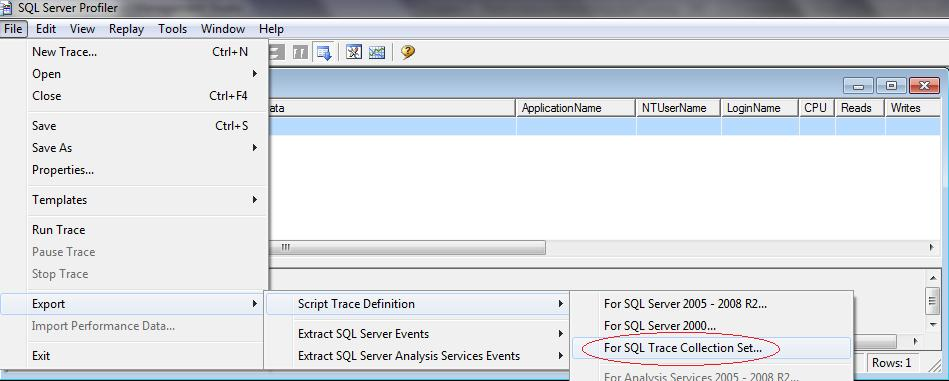 SQL Server Profiler
File Edit View Replay Tools Window Help
New Trace... Ctrl+N
Open
Close Ctrl+F4
Save Ctrl+S
Save As
Properties...
Templates
Run Trace
Pause Trace
Stop Trace
Export
Import Performance Data...
Exit
ata ApplicationName NTUserName LoginName CPU Reads Writes
Script Trace Definition
Extract SQL Server Events
Extract SQL Server Analysis Services Events
For SQL Server 2005 - 2008 R2...
For SQL Server 2000...
For SQL Trace Collection Set...
For Analysis Services 2005 - 2008 R2...
Rows: 1